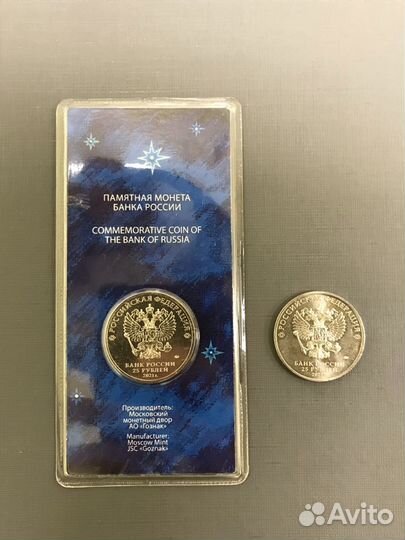 ПАМЯТНАЯ МОНЕТА
БАНКА РОССИИ
COMMEMORATIVE COIN OF
THE BANK OF RUSSIA
РОССИЙСКАЯ ФЕДЕРАЦИЯ
БАНК РОССИИ
25 РУБЛЕЙ
2021 г.
Производитель:
Московский
монетный двор
АО «Гознак»
Manufacturer:
Moscow Mint
JSC «Goznak»
РОССИЙСКАЯ ФЕДЕРАЦИЯ
БАНК РОССИИ
25 РУБЛЕЙ
Avito